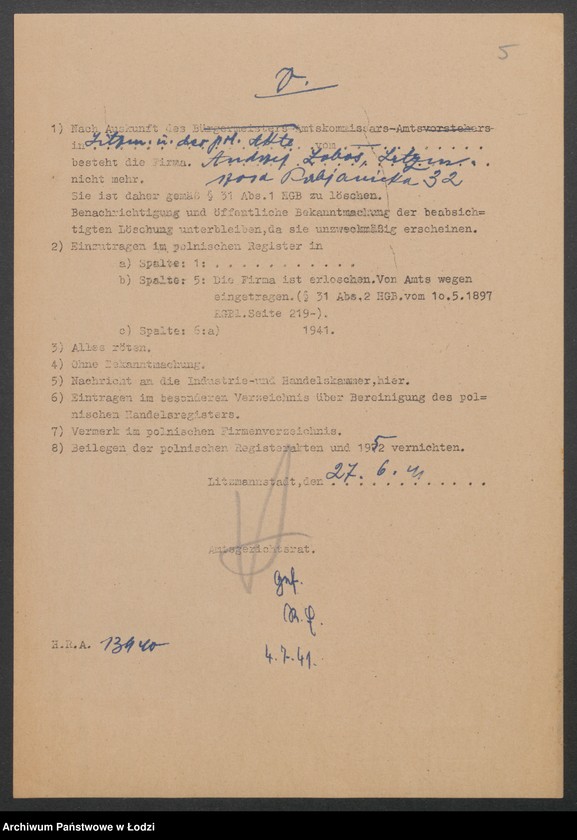 5
V.
1) Nach Auskunft des Bürgermeisters-Amtskommissars-Amtsvorstehers
in Litzm. u. der pol. Akte vom
besteht die Firma. Andrzej Lobos, Litzm.
nicht mehr. Pabjanicka 32
Sie ist daher gemäß § 31 Abs.1 HGB zu löschen.
Benachrichtigung und Öffentliche Bekanntmachung der beabsich=
tigten Löschung unterbleiben,da sie unzweckmäßig erscheinen.
2) Einzutragen im polnischen Register in
a) Spalte: 1: . . . . . . . . . . . .
b) Spalte: 5: Die Firma ist erloschen.Von Amts wegen
eingetragen.(§ 31 Abs.2 HGB.vom 10.5.1897
RGBl.Seite 219-).
c) Spalte: 6:a) 1941.
3) Alles röten.
4) Ohne Bekanntmachung.
5) Nachricht an die Industrie-und Handelskammer,hier.
6) Eintragen im besonderen Verzeichnis über Bereinigung des pol=
nischen Handelsregisters.
7) Vermerk im polnischen Firmenverzeichnis.
8) Beilegen der polnischen Registerakten und 1952 vernichten.
Litzmannstadt,den 27. 6. 41
Amtsgerichtsrat.
Gef.
4.7.41.
H.R.A. 13940
Archiwum Państwowe w Łodzi